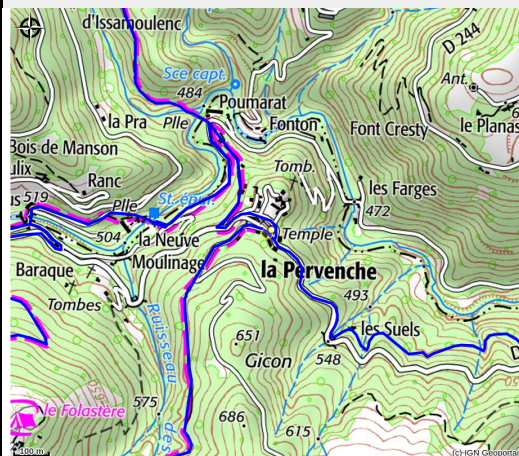 d'Issamoulenc
D 244
Sce capt.
Ant.
484
Poumarat
la Pra
Plle
Fonton
Font Cresty
le Planas
Bois de Manson
Tomb.
Ranc
les Farges
519
Plle
St. épur.
472
504
la Neuve
Temple
Baraque
Moulinage
la Pervenche
Tombes
493
Ruisseau
les Suels
651
Gicon
548
le Folastère
575
686
615
des
100 m
(c) IGN Geoportail